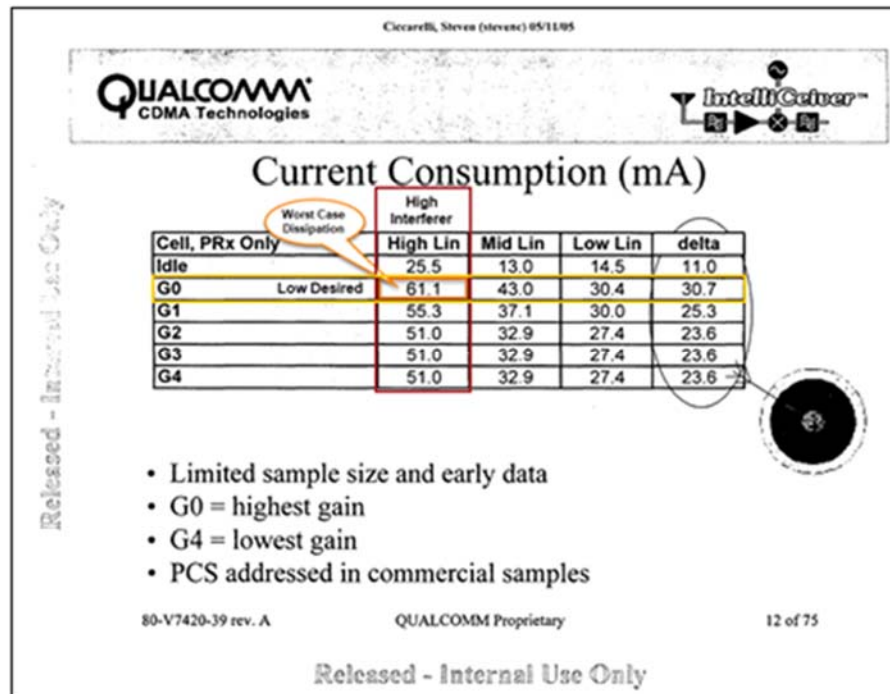 Ciccarelli, Steven (stevenc) 05/11/05
QUALCOMM
CDMA Technologies
IntelliCeiver™
Current Consumption (mA)
High
Interferer
Worst Case
Dissipation
Cell, PRx Only High Lin Mid Lin Low Lin delta
Idle 25.5 13.0 14.5 11.0
G0 Low Desired 61.1 43.0 30.4 30.7
G1 55.3 37.1 30.0 25.3
G2 51.0 32.9 27.4 23.6
G3 51.0 32.9 27.4 23.6
G4 51.0 32.9 27.4 23.6
• Limited sample size and early data
• G0 = highest gain
• G4 = lowest gain
• PCS addressed in commercial samples
80-V7420-39 rev. A QUALCOMM Proprietary 12 of 75
Released - Internal Use Only
Released - Internal Use Only